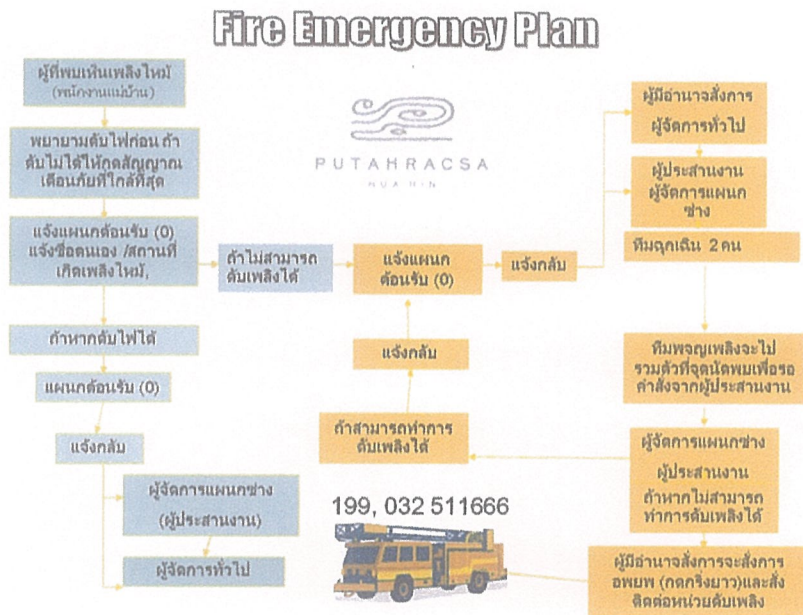 Fire Emergency Plan
ผู้ที่พบเห็นเพลิงไหม้
(พนักงานแม่บ้าน)
พยายามดับไฟก่อน ถ้า
ดับไม่ได้ให้กดสัญญาณ
เตือนภัยที่ใกล้ที่สุด
แจ้งแผนกต้อนรับ (0)
แจ้งชื่อตนเอง /สถานที่
เกิดเพลิงไหม้,
ถ้าหากดับไฟได้
แผนกต้อนรับ (0)
แจ้งกลับ
ผู้จัดการแผนกช่าง
(ผู้ประสานงาน)
ผู้จัดการทั่วไป
ถ้าไม่สามารถ
ดับเพลิงได้
PUTAHRACSA
HUA HIN
แจ้งแผนก
ต้อนรับ (0)
แจ้งกลับ
แจ้งกลับ
ถ้าสามารถทำการ
ดับเพลิงได้
199, 032 511666
ผู้มีอำนาจสั่งการ
ผู้จัดการทั่วไป
ผู้ประสานงาน
ผู้จัดการแผนก
ช่าง
ทีมฉุกเฉิน 2 คน
ทีมผจญเพลิงจะไป
รวมตัวที่จุดนัดพบเพื่อรอ
คำสั่งจากผู้ประสานงาน
ผู้จัดการแผนกช่าง
ผู้ประสานงาน
ถ้าหากไม่สามารถ
ทำการดับเพลิงได้
ผู้มีอำนาจสั่งการจะสั่งการ
อพยพ (กดกริ่งยาว)และสั่ง
ติดต่อหน่วยดับเพลิง